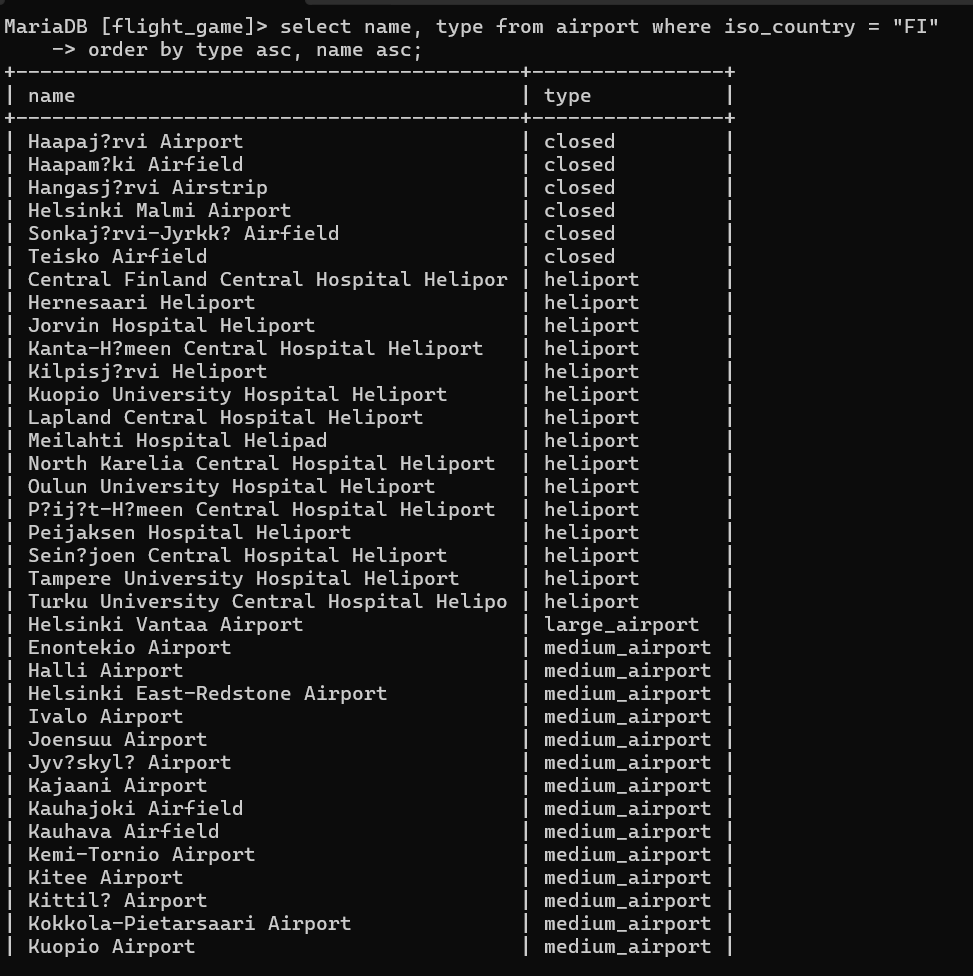 MariaDB [flight_game]> select name, type from airport where iso_country = "FI"
    -> order by type asc, name asc;
+------------------------------------------+----------------+
| name                                     | type           |
+------------------------------------------+----------------+
| Haapaj?rvi Airport                       | closed         |
| Haapam?ki Airfield                       | closed         |
| Hangasj?rvi Airstrip                     | closed         |
| Helsinki Malmi Airport                   | closed         |
| Sonkaj?rvi-Jyrkk? Airfield               | closed         |
| Teisko Airfield                          | closed         |
| Central Finland Central Hospital Helipor | heliport       |
| Hernesaari Heliport                      | heliport       |
| Jorvin Hospital Heliport                 | heliport       |
| Kanta-H?meen Central Hospital Heliport   | heliport       |
| Kilpisj?rvi Heliport                     | heliport       |
| Kuopio University Hospital Heliport      | heliport       |
| Lapland Central Hospital Heliport        | heliport       |
| Meilahti Hospital Helipad                | heliport       |
| North Karelia Central Hospital Heliport  | heliport       |
| Oulun University Hospital Heliport       | heliport       |
| P?ij?t-H?meen Central Hospital Heliport  | heliport       |
| Peijaksen Hospital Heliport              | heliport       |
| Sein?joen Central Hospital Heliport      | heliport       |
| Tampere University Hospital Heliport     | heliport       |
| Turku University Central Hospital Helipo | heliport       |
| Helsinki Vantaa Airport                  | large_airport  |
| Enontekio Airport                        | medium_airport |
| Halli Airport                            | medium_airport |
| Helsinki East-Redstone Airport           | medium_airport |
| Ivalo Airport                            | medium_airport |
| Joensuu Airport                          | medium_airport |
| Jyv?skyl? Airport                        | medium_airport |
| Kajaani Airport                          | medium_airport |
| Kauhajoki Airfield                       | medium_airport |
| Kauhava Airfield                         | medium_airport |
| Kemi-Tornio Airport                      | medium_airport |
| Kitee Airport                            | medium_airport |
| Kittil? Airport                          | medium_airport |
| Kokkola-Pietarsaari Airport              | medium_airport |
| Kuopio Airport                           | medium_airport |